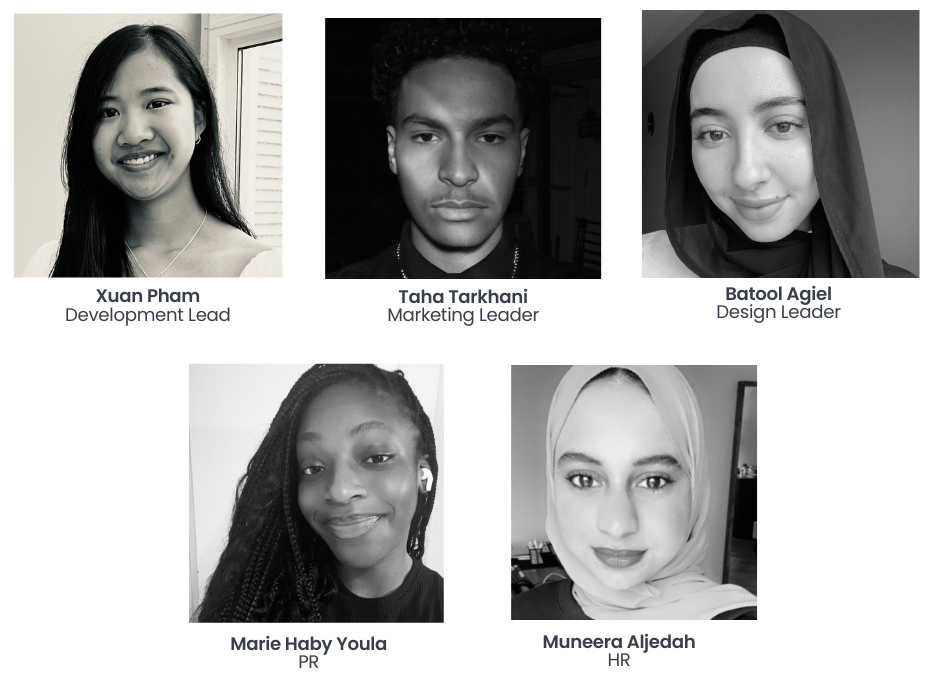 Xuan Pham
Development Lead
Taha Tarkhani
Marketing Leader
Batool Agiel
Design Leader
Marie Haby Youla
PR
Muneera Aljedah
HR